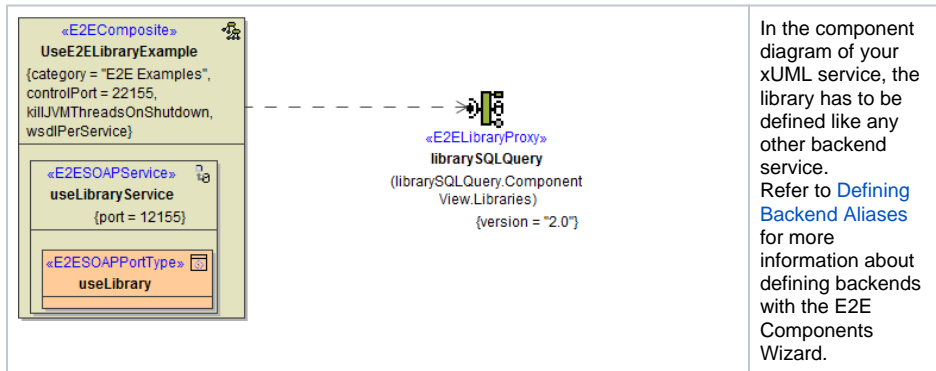 «E2EComposite»
UseE2ELibraryExample
{category = "E2E Examples",
controlPort = 22155,
killJVMThreadsOnShutdown,
wsdlPerService}
«E2ESOAPService»
useLibraryService
{port = 12155}
«E2ESOAPPortType»
useLibrary
«E2ELibraryProxy»
librarySQLQuery
(librarySQLQuery.Component
View.Libraries)
{version = "2.0"}
In the component
diagram of your
xUML service, the
library has to be
defined like any
other backend
service.
Refer to Defining
Backend Aliases
for more
information about
defining backends
with the E2E
Components
Wizard.